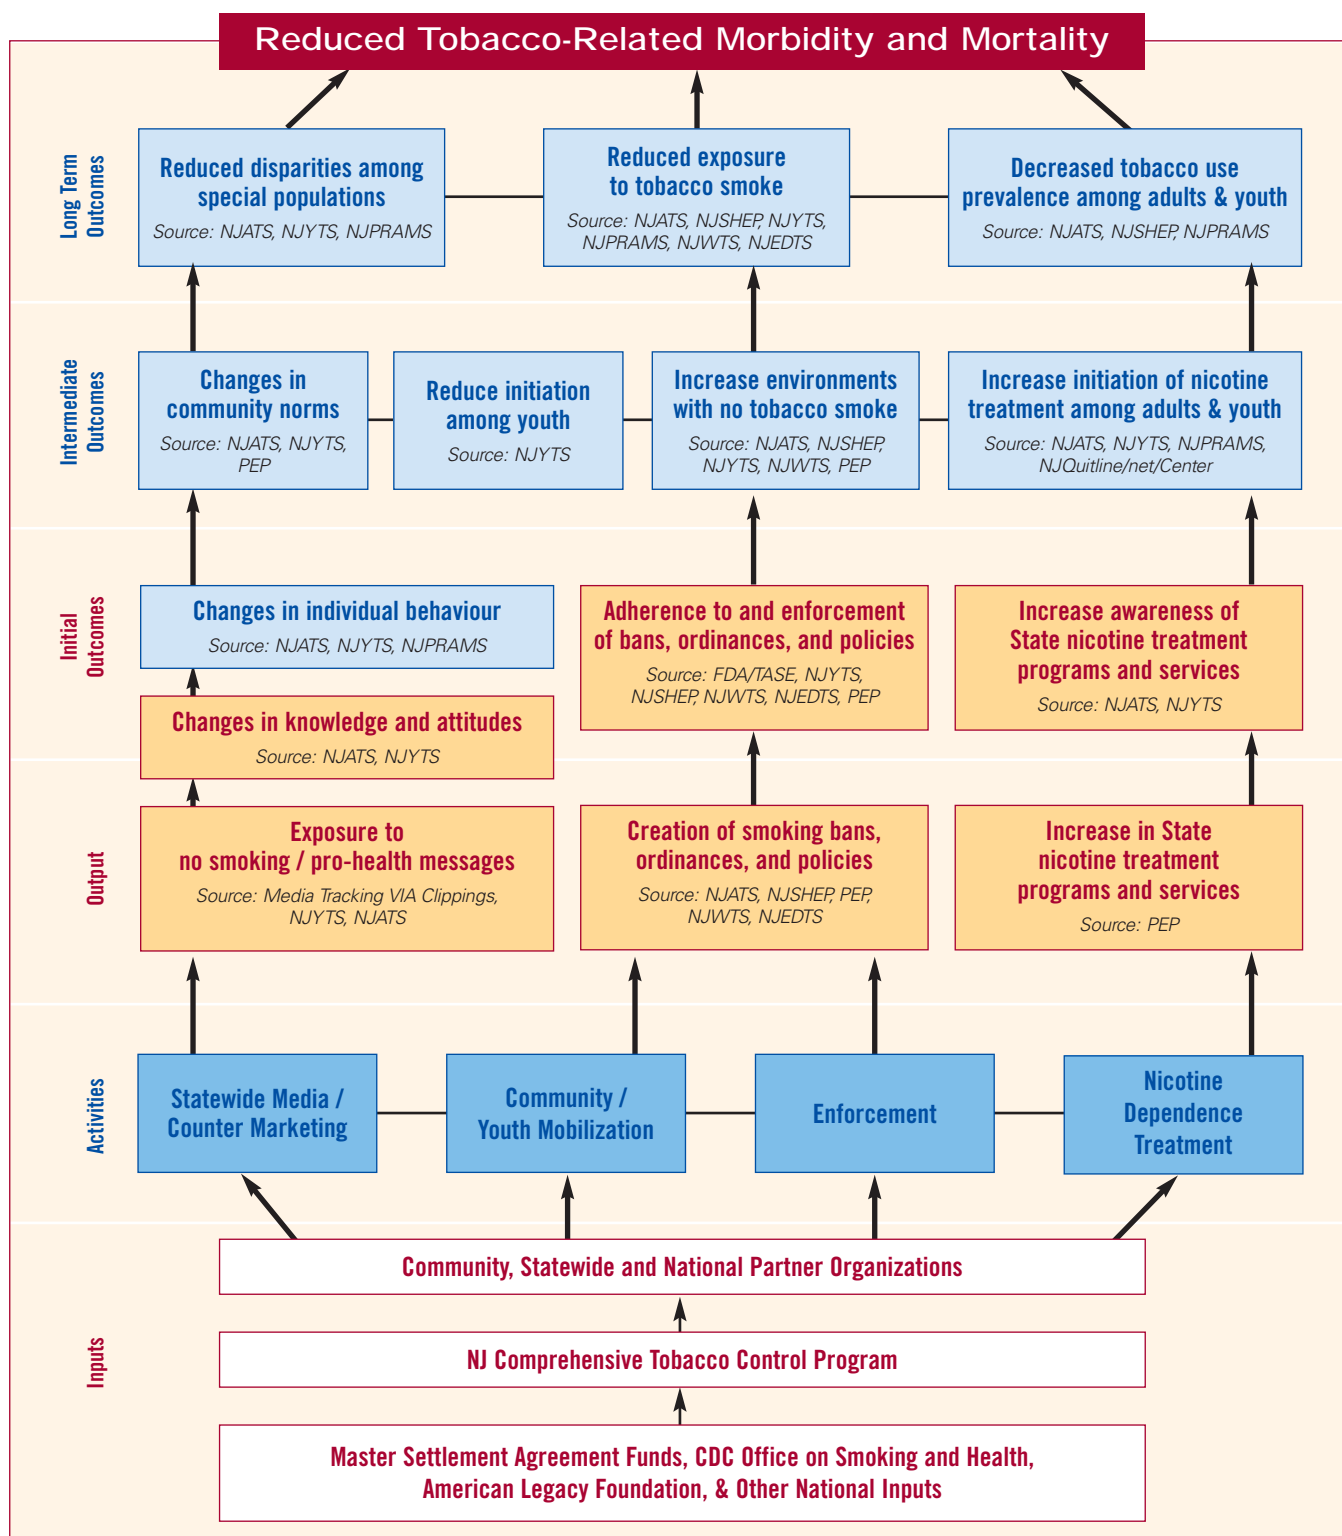 Reduced Tobacco-Related Morbidity and Mortality
Long Term
Outcomes
Reduced disparities among
special populations
Source: NJATS, NJYTS, NJPRAMS
Reduced exposure
to tobacco smoke
Source: NJATS, NJSHEP, NJYTS,
NJPRAMS, NJWTS, NJEDTS
Decreased tobacco use
prevalence among adults & youth
Source: NJATS, NJSHEP, NJPRAMS
Intermediate
Outcomes
Changes in
community norms
Source: NJATS, NJYTS,
PEP
Reduce initiation
among youth
Source: NJYTS
Increase environments
with no tobacco smoke
Source: NJATS, NJSHEP,
NJYTS, NJWTS, PEP
Increase initiation of nicotine
treatment among adults & youth
Source: NJATS, NJYTS, NJPRAMS,
NJQuitline/net/Center
Initial
Outcomes
Changes in individual behaviour
Source: NJATS, NJYTS, NJPRAMS
Changes in knowledge and attitudes
Source: NJATS, NJYTS
Adherence to and enforcement
of bans, ordinances, and policies
Source: FDA/TASE, NJYTS,
NJSHEP, NJWTS, NJEDTS, PEP
Increase awareness of
State nicotine treatment
programs and services
Source: NJATS, NJYTS
Output
Exposure to
no smoking / pro-health messages
Source: Media Tracking VIA Clippings,
NJYTS, NJATS
Creation of smoking bans,
ordinances, and policies
Source: NJATS, NJSHEP, PEP,
NJWTS, NJEDTS
Increase in State
nicotine treatment
programs and services
Source: PEP
Activities
Statewide Media /
Counter Marketing
Community /
Youth Mobilization
Enforcement
Nicotine
Dependence
Treatment
Inputs
Community, Statewide and National Partner Organizations
NJ Comprehensive Tobacco Control Program
Master Settlement Agreement Funds, CDC Office on Smoking and Health,
American Legacy Foundation, & Other National Inputs